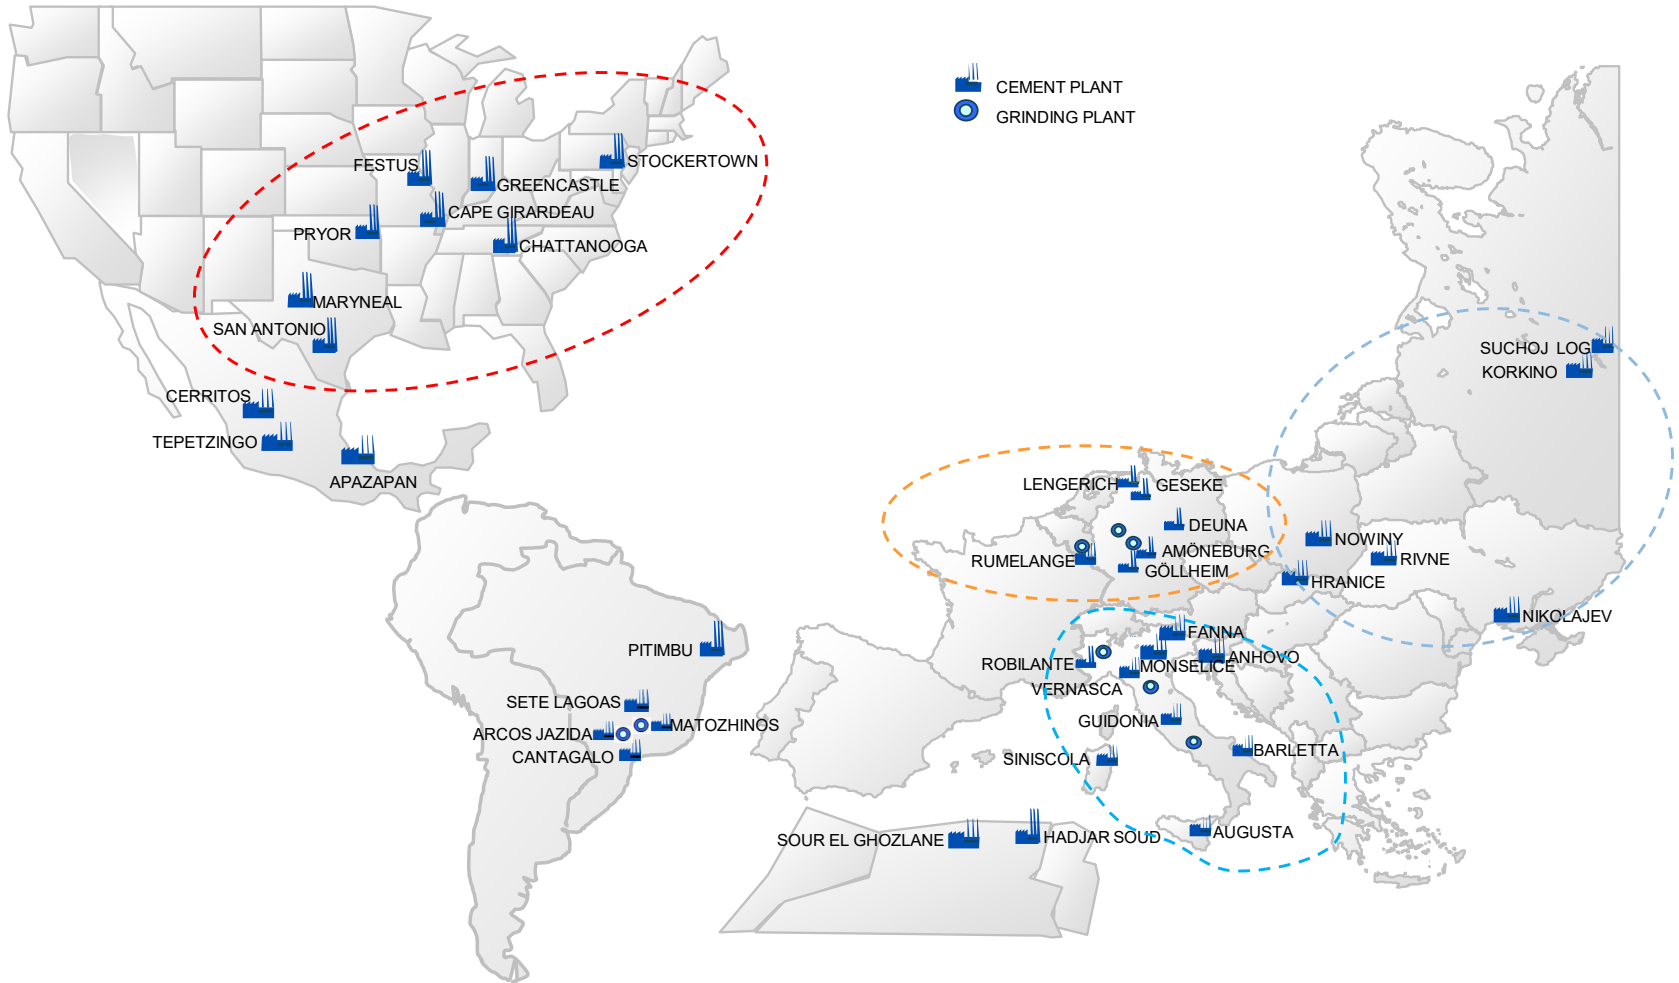 CEMENT PLANT
GRINDING PLANT
FESTUS
STOCKERTOWN
GREENCASTLE
CAPE GIRARDEAU
PRYOR
CHATTANOOGA
MARYNEAL
SAN ANTONIO
CERRITOS
TEPETZINGO
APAZAPAN
PITIMBU
SETE LAGOAS
MATOZHINOS
ARCOS JAZIDA
CANTAGALO
SUCHOJ LOG
KORKINO
LENGERICH
GESEKE
DEUNA
AMÖNEBURG
RUMELANGE
GÖLLHEIM
NOWINY
RIVNE
HRANICE
NIKOLAJEV
FANNA
ANHOVO
ROBILANTE
MONSELICE
VERNASCA
GUIDONIA
BARLETTA
SINISCOLA
AUGUSTA
SOUR EL GHOZLANE
HADJAR SOUD